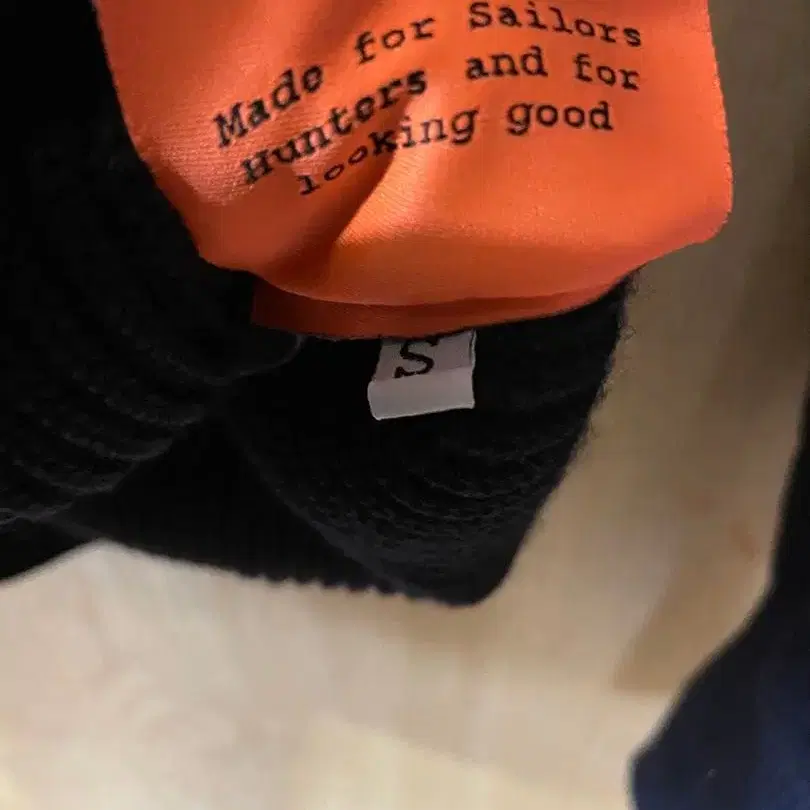 Made for Sailors
Hunters and for
looking good
S